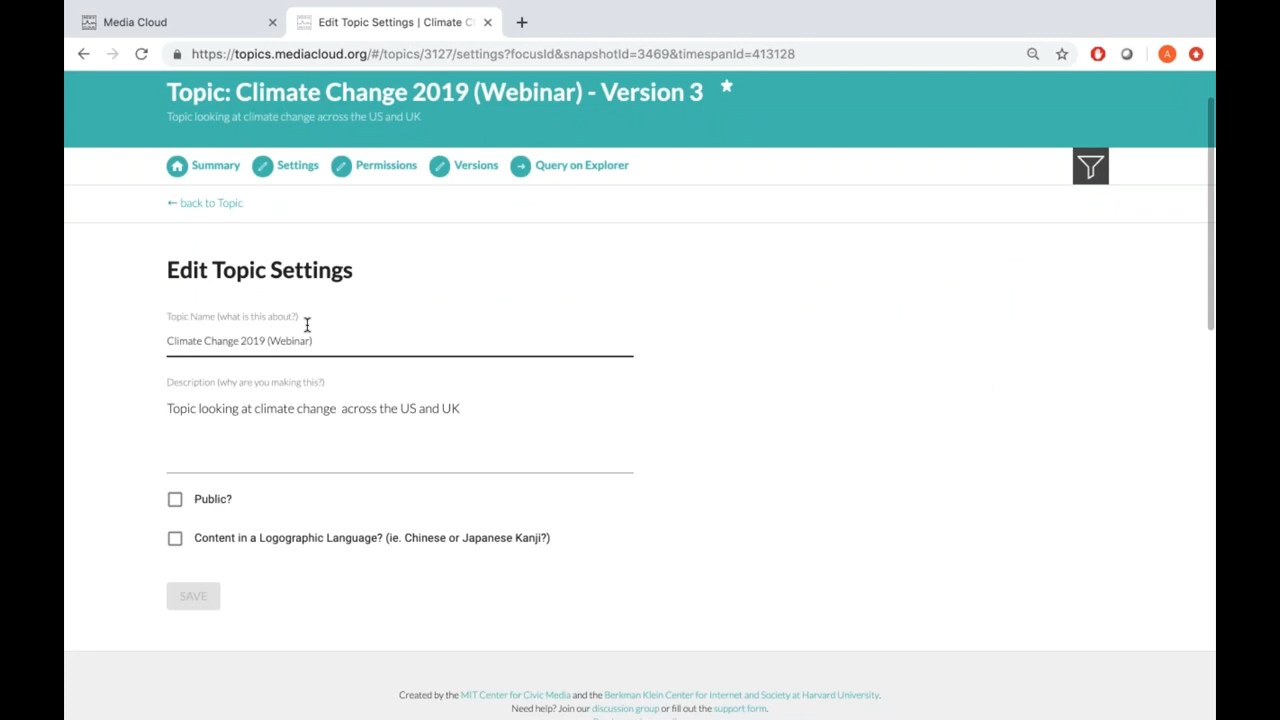 Media Cloud
Edit Topic Settings | Climate C
https://topics.mediacloud.org/#/topics/3127/settings?focusId&snapshotId=3469&timespanId=413128
A
Topic: Climate Change 2019 (Webinar) - Version 3
Topic looking at climate change across the US and UK
Summary Settings Permissions Versions Query on Explorer
← back to Topic
Edit Topic Settings
Topic Name (what is this about?)
Climate Change 2019 (Webinar)
Description (why are you making this?)
Topic looking at climate change across the US and UK
Public?
Content in a Logographic Language? (ie. Chinese or Japanese Kanji?)
SAVE
Created by the MIT Center for Civic Media and the Berkman Klein Center for Internet and Society at Harvard University.
Need help? Join our discussion group or fill out the support form.